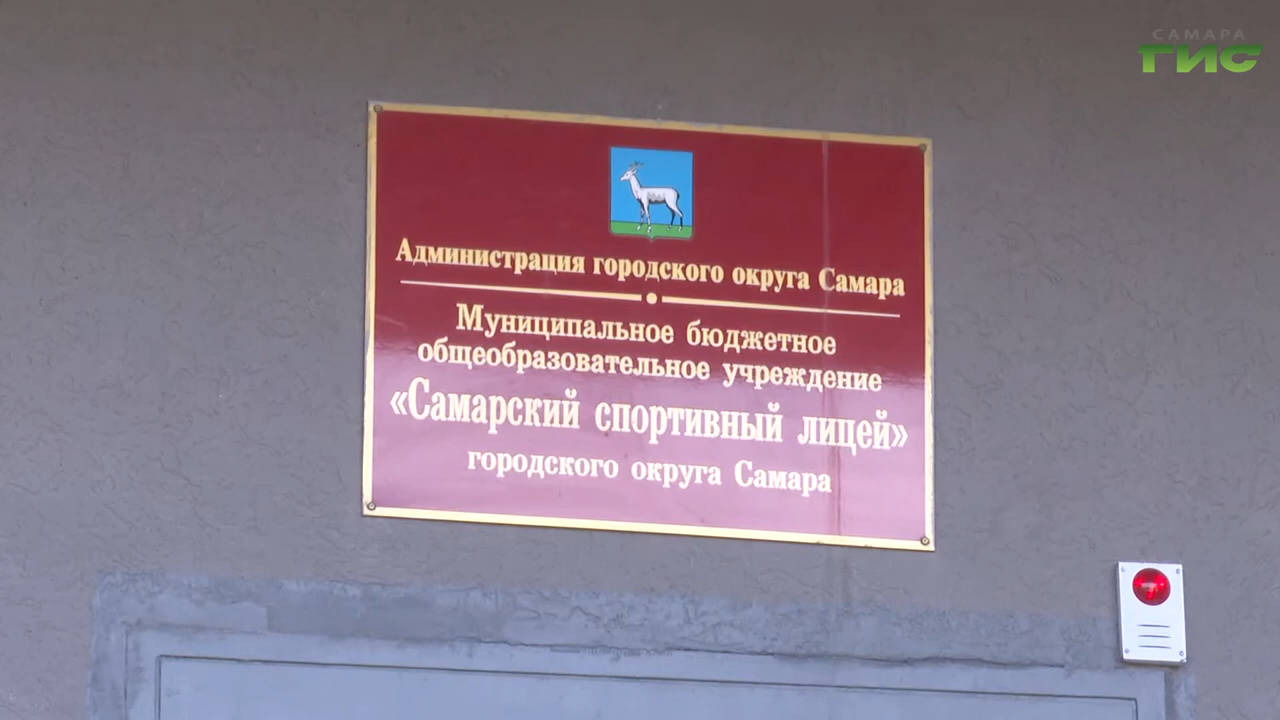 САМАРА
ГИС
Администрация городского округа Самара
Муниципальное бюджетное
общеобразовательное учреждение
«Самарский спортивный лицей»
городского округа Самара